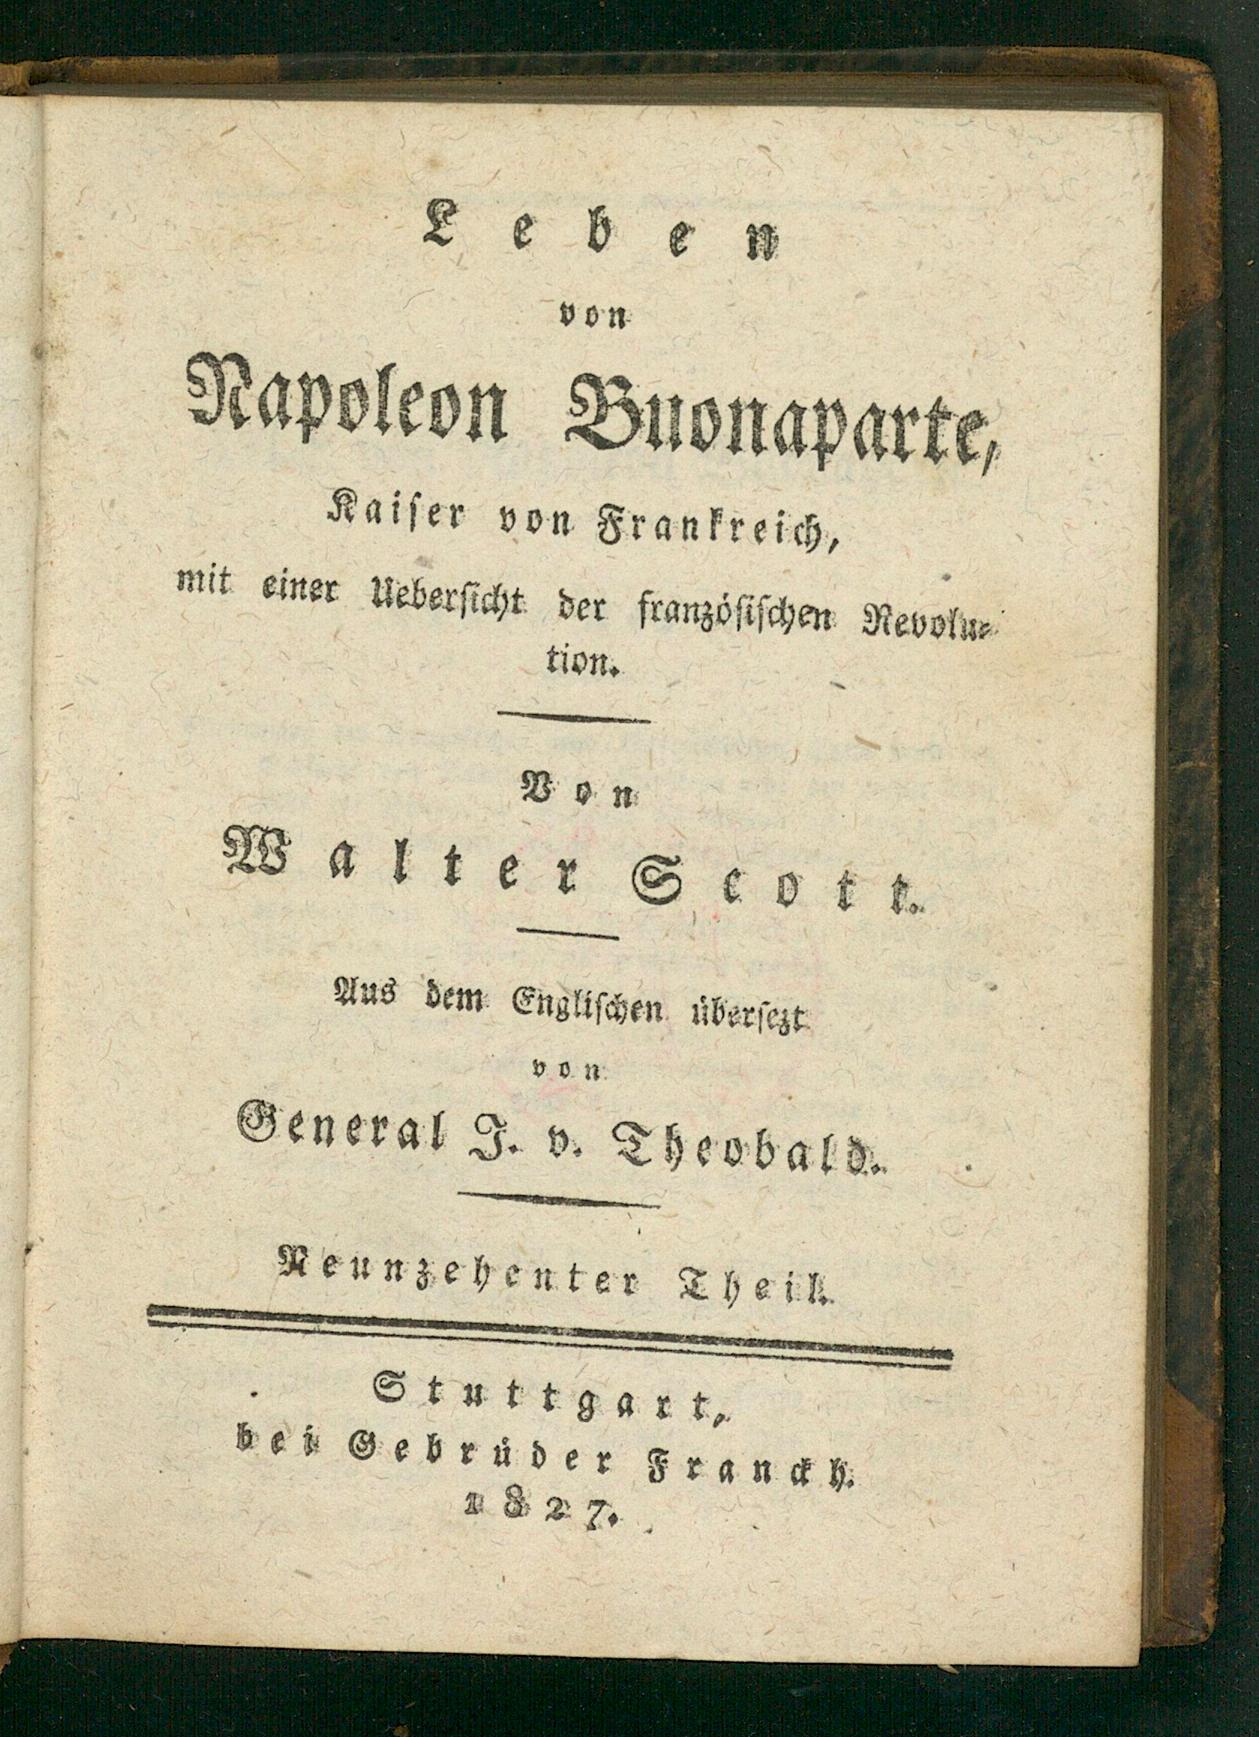 Leben
von
Napoleon Buonaparte,
Kaiser von Frankreich,
mit einer Uebersicht der französischen Revolu-
tion.
Von
Walter Scott.
Aus dem Englischen übersezt
von
General J. v. Theobald.
Neunzehenter Theil.
Stuttgart,
bei Gebrüder Franckh.
1827.